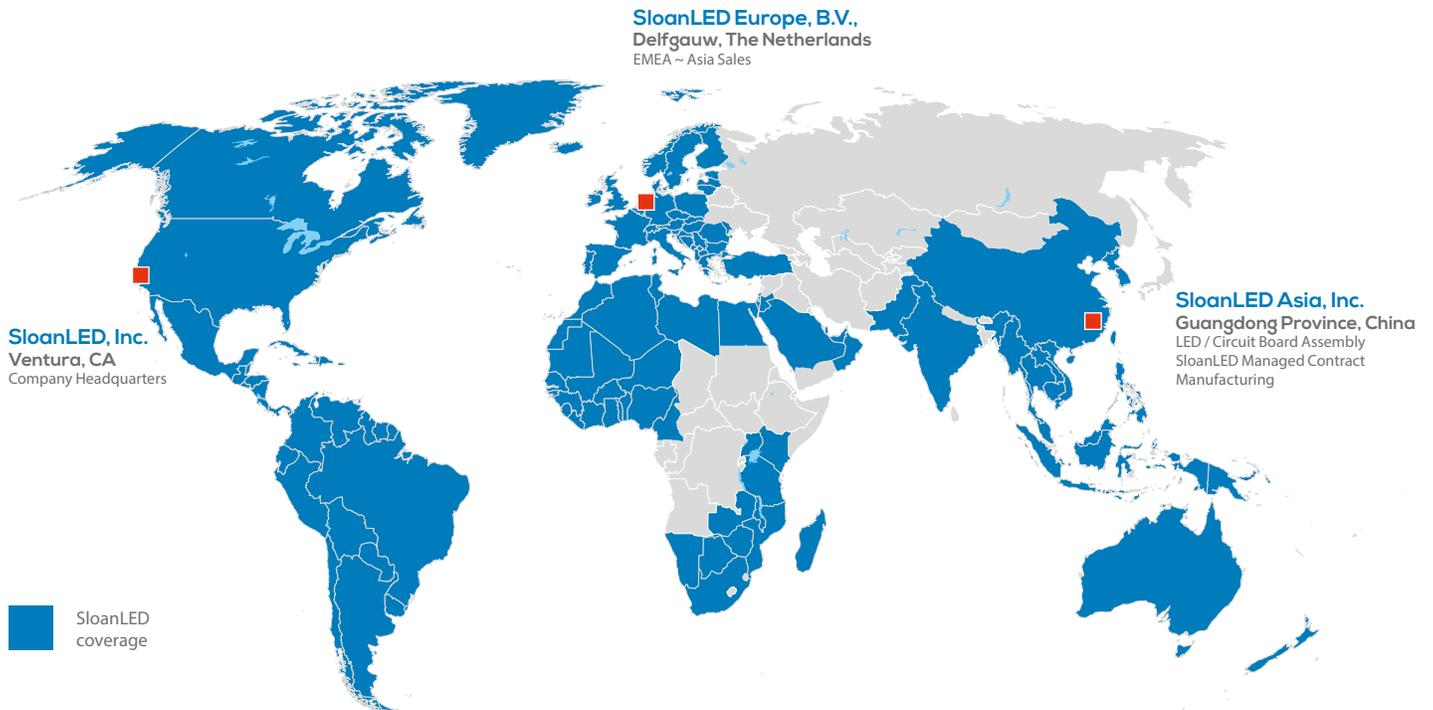 SloanLED Europe, B.V.,
Delfgauw, The Netherlands
EMEA ~ Asia Sales
SloanLED, Inc.
Ventura, CA
Company Headquarters
SloanLED Asia, Inc.
Guangdong Province, China
LED / Circuit Board Assembly
SloanLED Managed Contract
Manufacturing
SloanLED
coverage